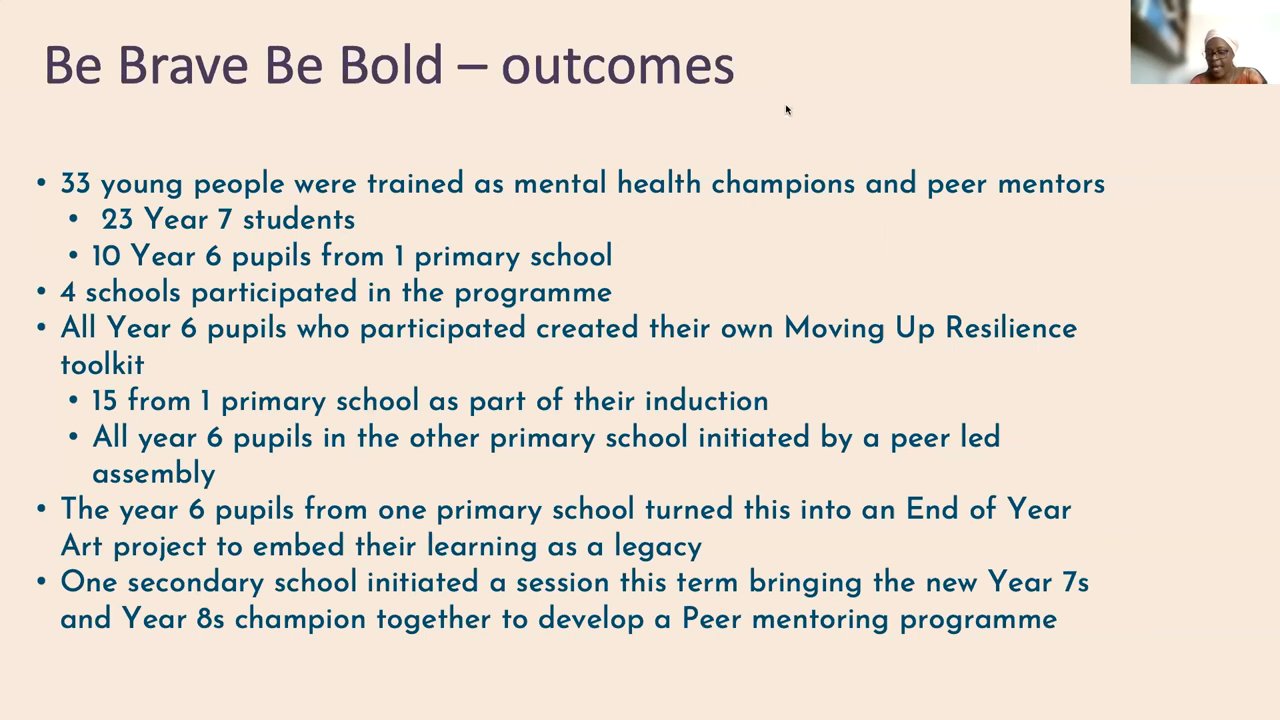 Be Brave Be Bold – outcomes
• 33 young people were trained as mental health champions and peer mentors
• 23 Year 7 students
• 10 Year 6 pupils from 1 primary school
• 4 schools participated in the programme
• All Year 6 pupils who participated created their own Moving Up Resilience
toolkit
• 15 from 1 primary school as part of their induction
• All year 6 pupils in the other primary school initiated by a peer led
assembly
• The year 6 pupils from one primary school turned this into an End of Year
Art project to embed their learning as a legacy
• One secondary school initiated a session this term bringing the new Year 7s
and Year 8s champion together to develop a Peer mentoring programme